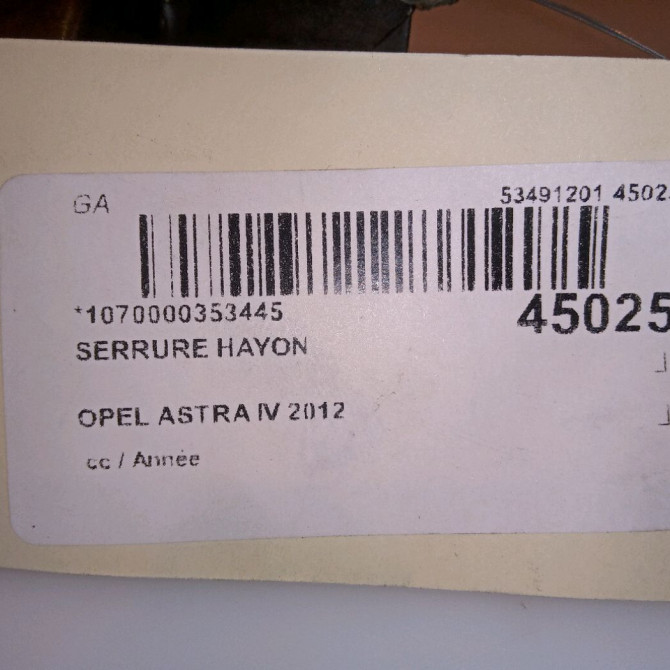 GA
53491201 4502
*1070000353445
45025
SERRURE HAYON
OPEL ASTRA IV 2012
cc / Année